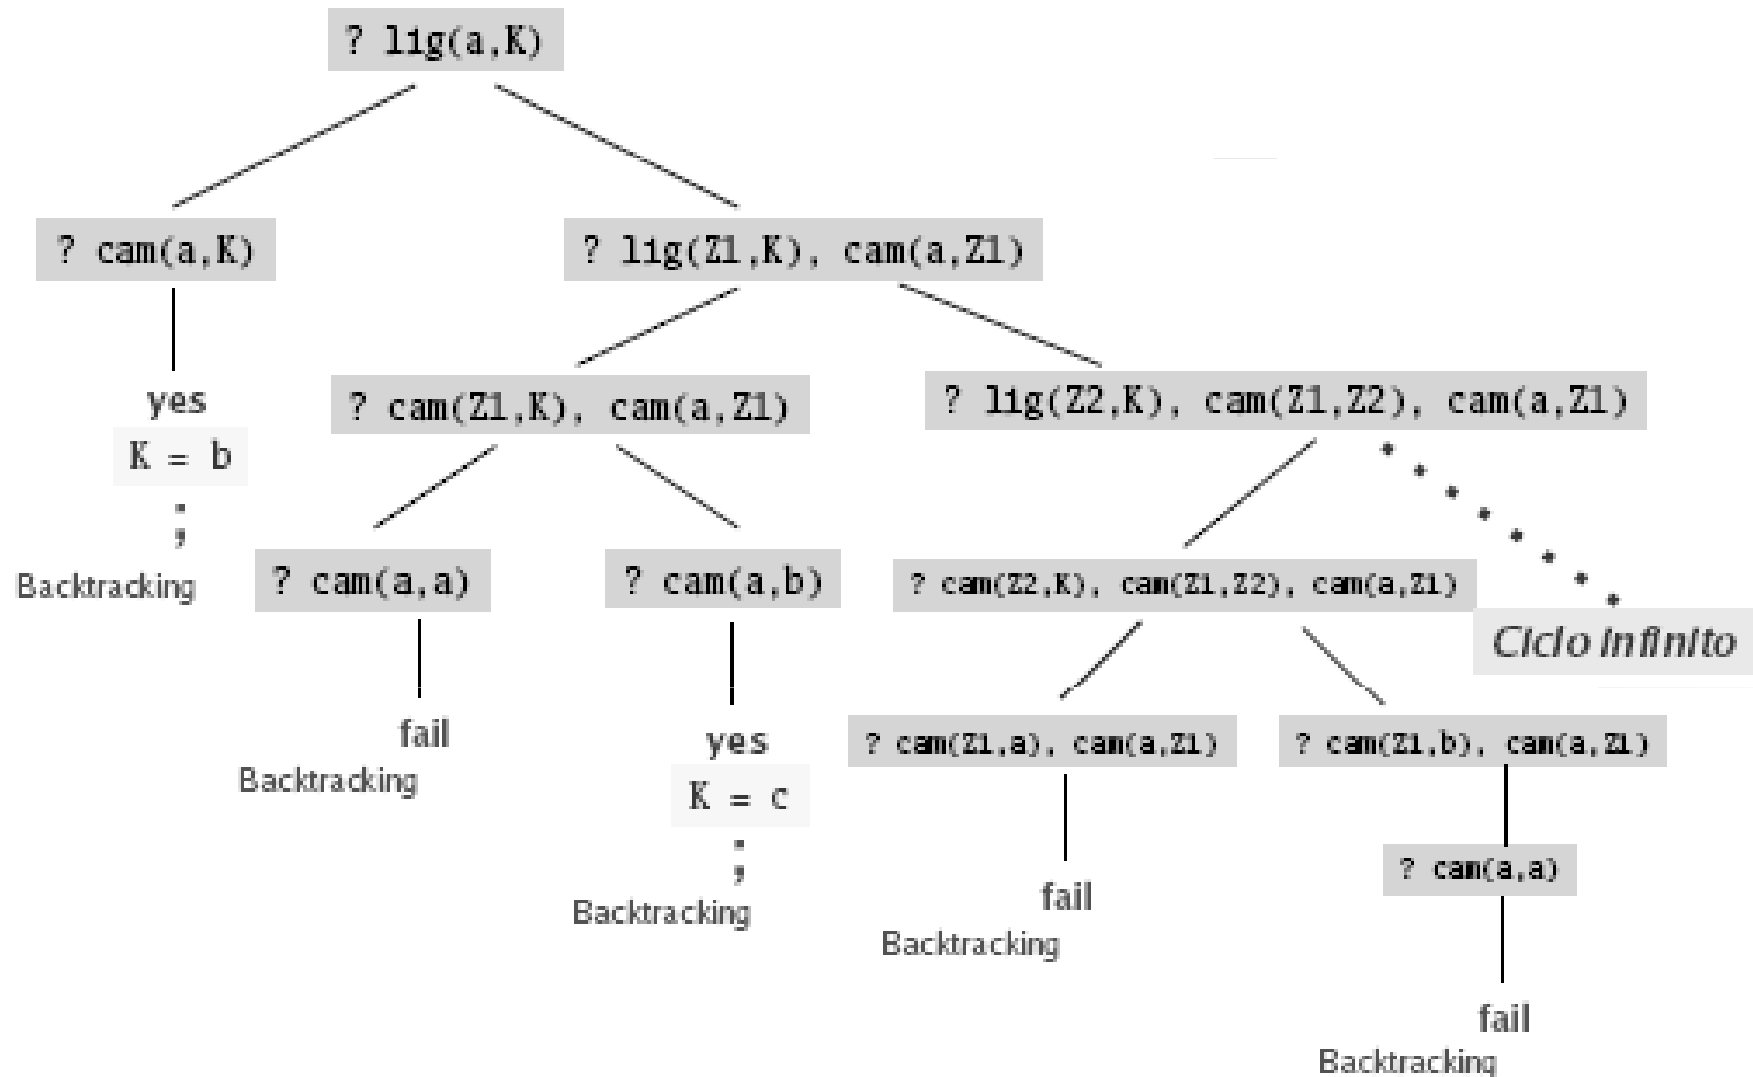 ? lig(a,K)
? cam(a,K)
? lig(Z1,K), cam(a,Z1)
yes
K = b
;
Backtracking
? cam(Z1,K), cam(a,Z1)
? lig(Z2,K), cam(Z1,Z2), cam(a,Z1)
? cam(a,a)
fail
Backtracking
? cam(a,b)
yes
K = c
;
Backtracking
? cam(Z2,K), cam(Z1,Z2), cam(a,Z1)
Ciclo infinito
? cam(Z1,a), cam(a,Z1)
fail
Backtracking
? cam(Z1,b), cam(a,Z1)
? cam(a,a)
fail
Backtracking